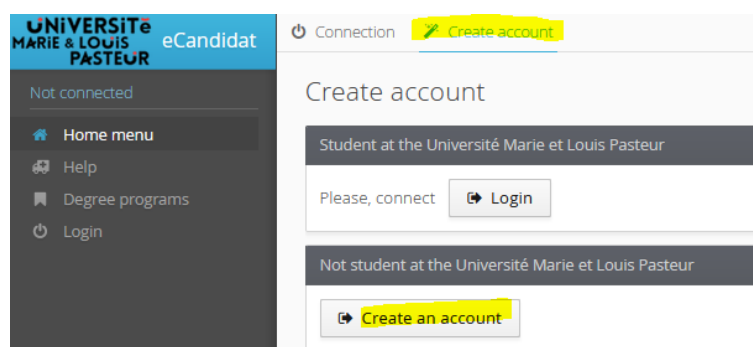 UNIVERSITE
MARIE & LOUIS
PASTEUR
eCandidat
Not connected
Home menu
Help
Degree programs
Login
Connection
Create account
Create account
Student at the Université Marie et Louis Pasteur
Please, connect
Login
Not student at the Université Marie et Louis Pasteur
Create an account